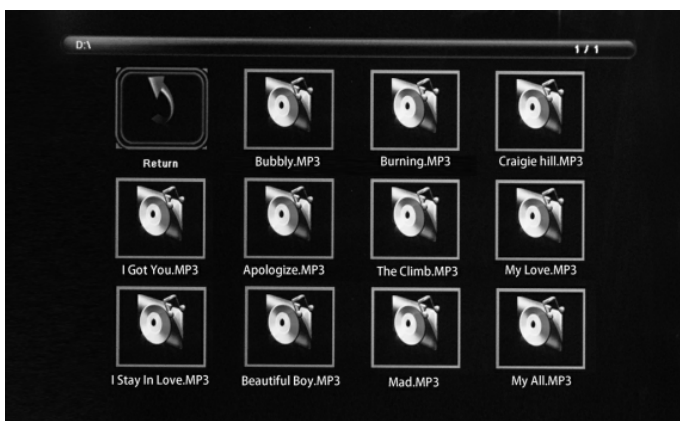 D:\
1 / 1
Return
Bubbly.MP3
Burning.MP3
Craigie hill.MP3
I Got You.MP3
Apologize.MP3
The Climb.MP3
My Love.MP3
I Stay In Love.MP3
Beautiful Boy.MP3
Mad.MP3
My All.MP3